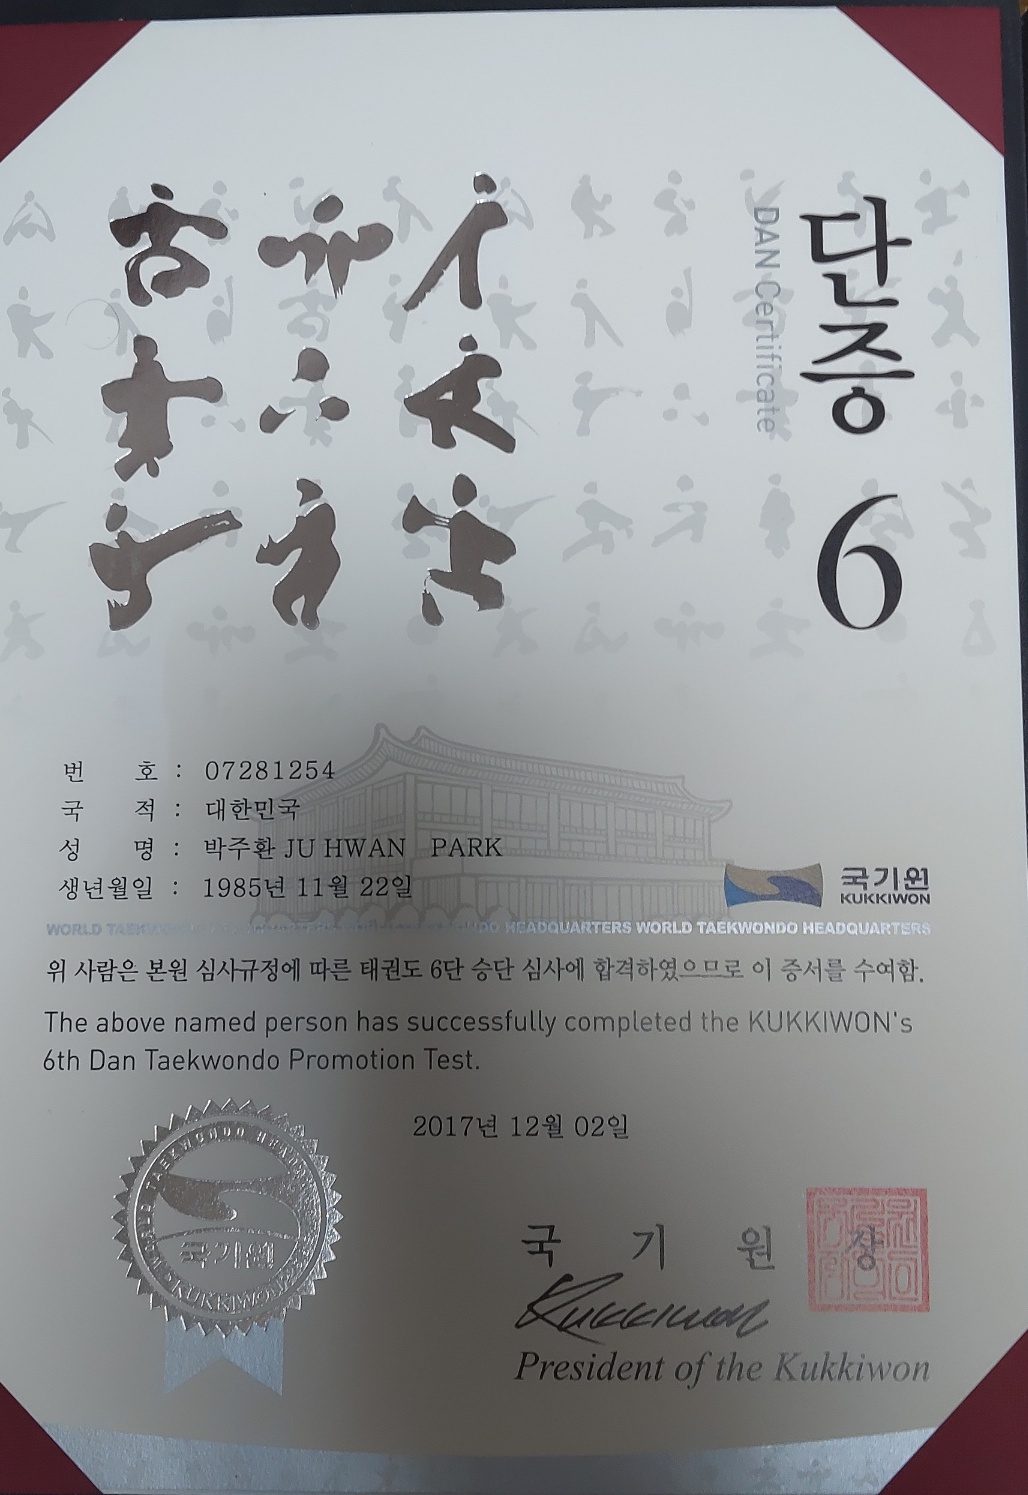 단증
DAN Certificate
6
번 호 : 07281254
국 적 : 대한민국
성 명 : 박주환 JU HWAN PARK
생년월일 : 1985년 11월 22일
국기원
KUKKIWON
WORLD TAEKWONDO HEADQUARTERS WORLD TAEKWONDO HEADQUARTERS
위 사람은 본원 심사규정에 따른 태권도 6단 승단 심사에 합격하였으므로 이 증서를 수여함.
The above named person has successfully completed the KUKKIWON's
6th Dan Taekwondo Promotion Test.
2017년 12월 02일
WORLD TAEKWONDO HEADQUARTERS
국기원
KUKKIWON
국 기 원 장
Kukkiwon
President of the Kukkiwon